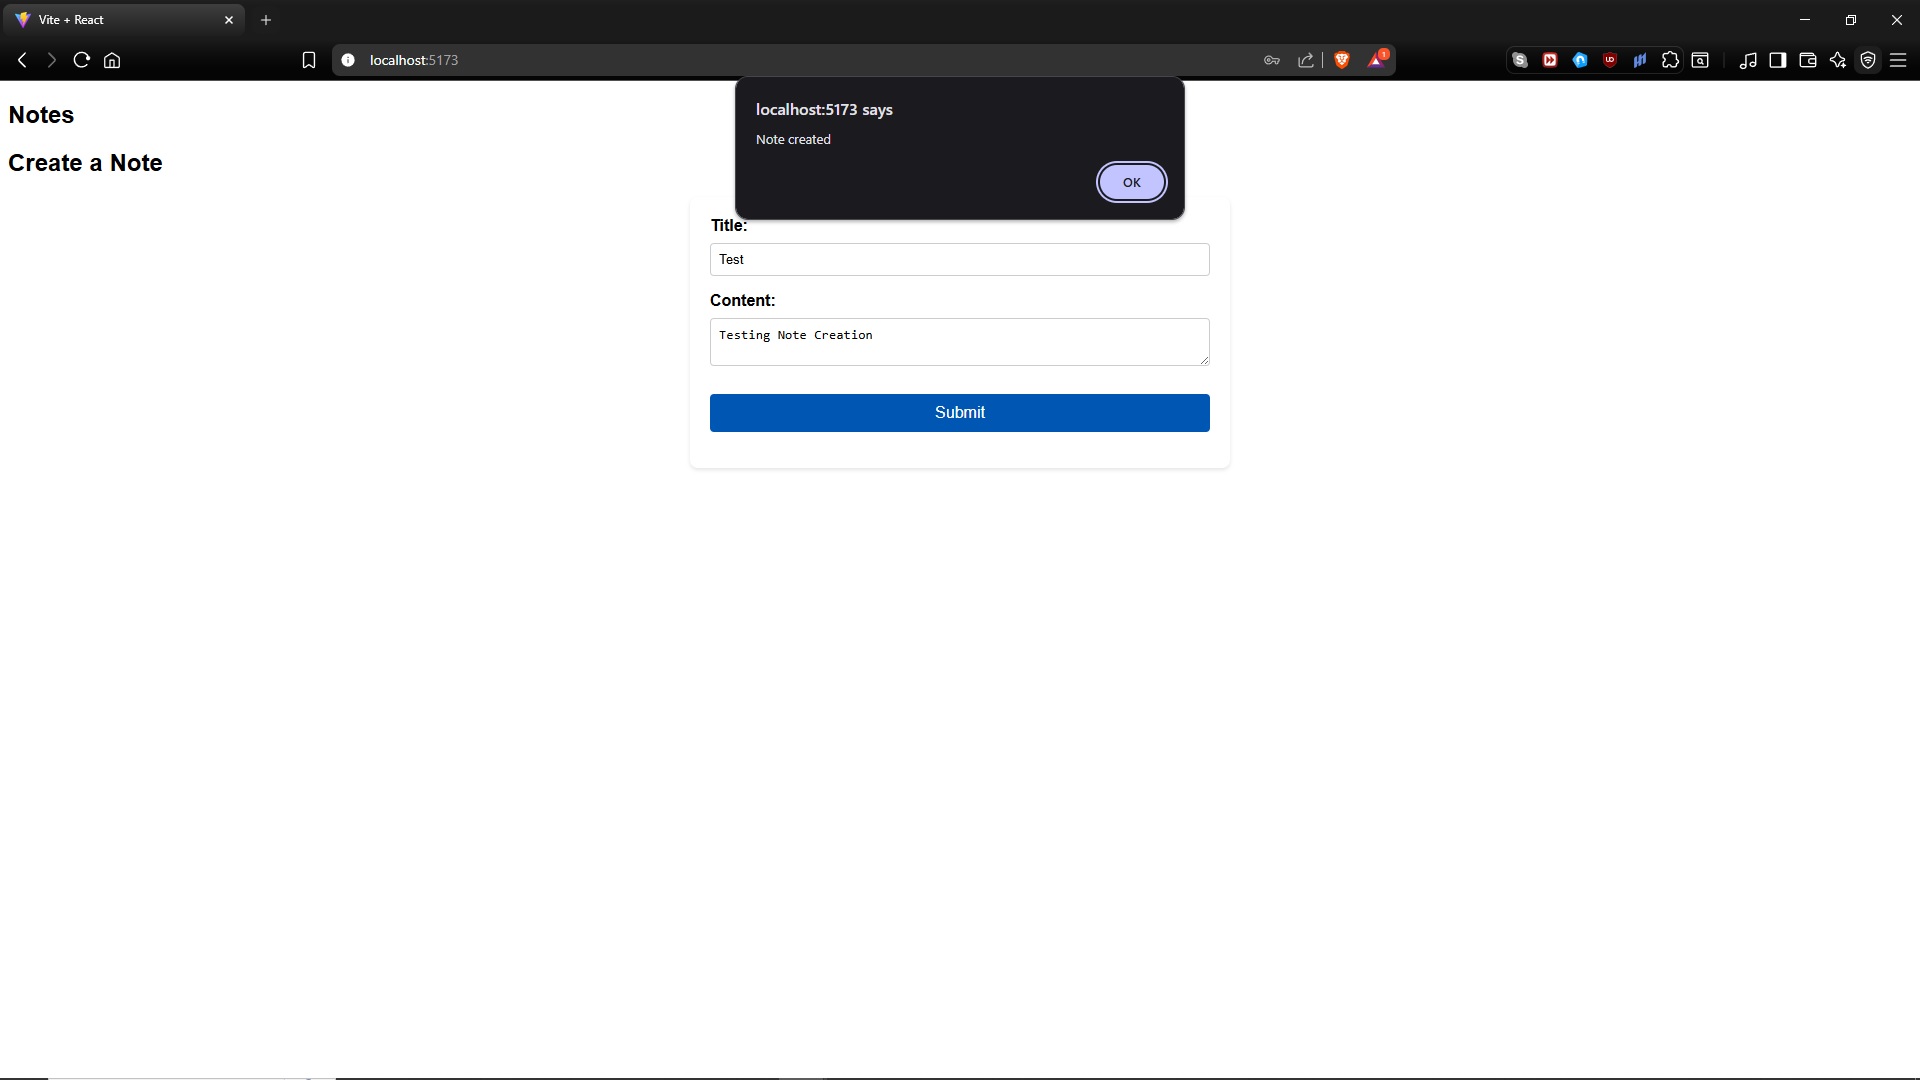 Vite + React
localhost:5173
1
Notes
Create a Note
localhost:5173 says
Note created
OK
Title:
Test
Content:
Testing Note Creation
Submit